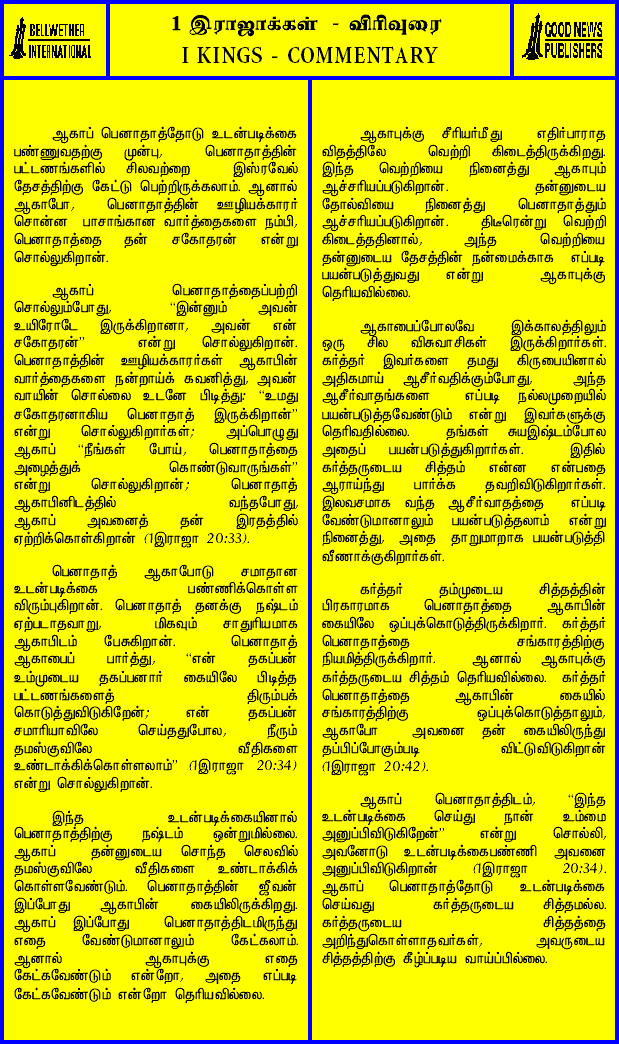 BELLWETHER
INTERNATIONAL
1 இராஜாக்கள் - விரிவுரை
I KINGS - COMMENTARY
GOOD NEWS
PUBLISHERS
ஆகாப் பெனாதாத்தோடு உடன்படிக்கை
பண்ணுவதற்கு முன்பு, பெனாதாத்தின்
பட்டணங்களில் சிலவற்றை இஸ்ரவேல்
தேசத்திற்கு கேட்டு பெற்றிருக்கலாம். ஆனால்
ஆகாபோ, பெனாதாத்தின் ஊழியக்காரர்
சொன்ன பாசாங்கான வார்த்தைகளை நம்பி,
பெனாதாத்தை தன் சகோதரன் என்று
சொல்லுகிறான்.
ஆகாப் பெனாதாத்தைப்பற்றி
சொல்லும்போது, “இன்னும் அவன்
உயிரோடே இருக்கிறானா, அவன் என்
சகோதரன்” என்று சொல்லுகிறான்.
பெனாதாத்தின் ஊழியக்காரர்கள் ஆகாபின்
வார்த்தைகளை நன்றாய்க் கவனித்து, அவன்
வாயின் சொல்லை உடனே பிடித்து: “உமது
சகோதரனாகிய பெனாதாத் இருக்கிறான்”
என்று சொல்லுகிறார்கள்; அப்பொழுது
ஆகாப் “நீங்கள் போய், பெனாதாத்தை
அழைத்துக் கொண்டுவாருங்கள்”
என்று சொல்லுகிறான்; பெனாதாத்
ஆகாபினிடத்தில் வந்தபோது,
ஆகாப் அவனைத் தன் இரதத்தில்
ஏற்றிக்கொள்கிறான் (1இராஜா 20:33).
பெனாதாத் ஆகாபோடு சமாதான
உடன்படிக்கை பண்ணிக்கொள்ள
விரும்புகிறான். பெனாதாத் தனக்கு நஷ்டம்
ஏற்படாதவாறு, மிகவும் சாதுரியமாக
ஆகாபிடம் பேசுகிறான். பெனாதாத்
ஆகாபைப் பார்த்து, “என் தகப்பன்
உம்முடைய தகப்பனார் கையிலே பிடித்த
பட்டணங்களைத் திரும்பக்
கொடுத்துவிடுகிறேன்; என் தகப்பன்
சமாரியாவிலே செய்ததுபோல, நீரும்
தமஸ்குவிலே வீதிகளை
உண்டாக்கிக்கொள்ளலாம்” (1இராஜா 20:34)
என்று சொல்லுகிறான்.
இந்த உடன்படிக்கையினால்
பெனாதாத்திற்கு நஷ்டம் ஒன்றுமில்லை.
ஆகாப் தன்னுடைய சொந்த செலவில்
தமஸ்குவிலே வீதிகளை உண்டாக்கிக்
கொள்ளவேண்டும். பெனாதாத்தின் ஜீவன்
இப்போது ஆகாபின் கையிலிருக்கிறது.
ஆகாப் இப்போது பெனாதாத்திடமிருந்து
எதை வேண்டுமானாலும் கேட்கலாம்.
ஆனால் ஆகாபுக்கு எதை
கேட்கவேண்டும் என்றோ, அதை எப்படி
கேட்கவேண்டும் என்றோ தெரியவில்லை.
ஆகாபுக்கு சீரியர்மீது எதிர்பாராத
விதத்திலே வெற்றி கிடைத்திருக்கிறது.
இந்த வெற்றியை நினைத்து ஆகாபும்
ஆச்சரியப்படுகிறான். தன்னுடைய
தோல்வியை நினைத்து பெனாதாத்தும்
ஆச்சரியப்படுகிறான். திடீரென்று வெற்றி
கிடைத்ததினால், அந்த வெற்றியை
தன்னுடைய தேசத்தின் நன்மைக்காக எப்படி
பயன்படுத்துவது என்று ஆகாபுக்கு
தெரியவில்லை.
ஆகாபைப்போலவே இக்காலத்திலும்
ஒரு சில விசுவாசிகள் இருக்கிறார்கள்.
கர்த்தர் இவர்களை தமது கிருபையினால்
அதிகமாய் ஆசீர்வதிக்கும்போது, அந்த
ஆசீர்வாதங்களை எப்படி நல்லமுறையில்
பயன்படுத்தவேண்டும் என்று இவர்களுக்கு
தெரிவதில்லை. தங்கள் சுயஇஷ்டம்போல
அதைப் பயன்படுத்துகிறார்கள். இதில்
கர்த்தருடைய சித்தம் என்ன என்பதை
ஆராய்ந்து பார்க்க தவறிவிடுகிறார்கள்.
இலவசமாக வந்த ஆசீர்வாதத்தை எப்படி
வேண்டுமானாலும் பயன்படுத்தலாம் என்று
நினைத்து, அதை தாறுமாறாக பயன்படுத்தி
வீணாக்குகிறார்கள்.
கர்த்தர் தம்முடைய சித்தத்தின்
பிரகாரமாக பெனாதாத்தை ஆகாபின்
கையிலே ஒப்புக்கொடுத்திருக்கிறார். கர்த்தர்
பெனாதாத்தை சங்காரத்திற்கு
நியமித்திருக்கிறார். ஆனால் ஆகாபுக்கு
கர்த்தருடைய சித்தம் தெரியவில்லை. கர்த்தர்
பெனாதாத்தை ஆகாபின் கையில்
சங்காரத்திற்கு ஒப்புக்கொடுத்தாலும்,
ஆகாபோ அவனை தன் கையிலிருந்து
தப்பிப்போகும்படி விட்டுவிடுகிறான்
(1இராஜா 20:42).
ஆகாப் பெனாதாத்திடம், “இந்த
உடன்படிக்கை செய்து நான் உம்மை
அனுப்பிவிடுகிறேன்” என்று சொல்லி,
அவனோடு உடன்படிக்கைபண்ணி அவனை
அனுப்பிவிடுகிறான் (1இராஜா 20:34).
ஆகாப் பெனாதாத்தோடு உடன்படிக்கை
செய்வது கர்த்தருடைய சித்தமல்ல.
கர்த்தருடைய சித்தத்தை
அறிந்துகொள்ளாதவர்கள், அவருடைய
சித்தத்திற்கு கீழ்ப்படிய வாய்ப்பில்லை.